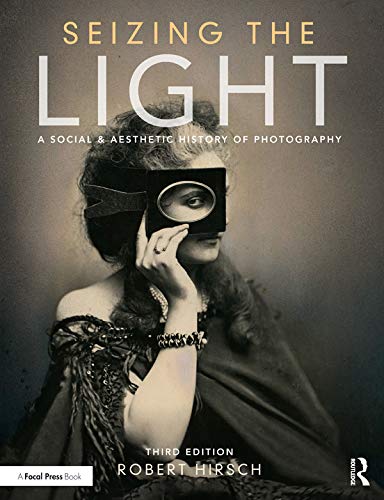 SEIZING THE
LIGHT
A SOCIAL & AESTHETIC HISTORY OF PHOTOGRAPHY
THIRD EDITION
ROBERT HIRSCH
A Focal Press Book
ROUTLEDGE